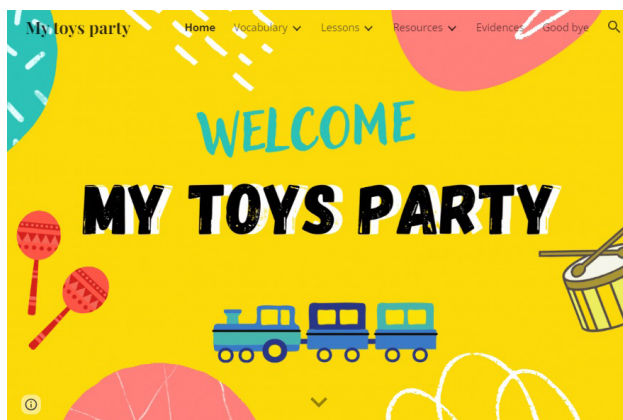 My toys party Home Vocabulary Lessons Resources Evidences Good bye
WELCOME
MY TOYS PARTY